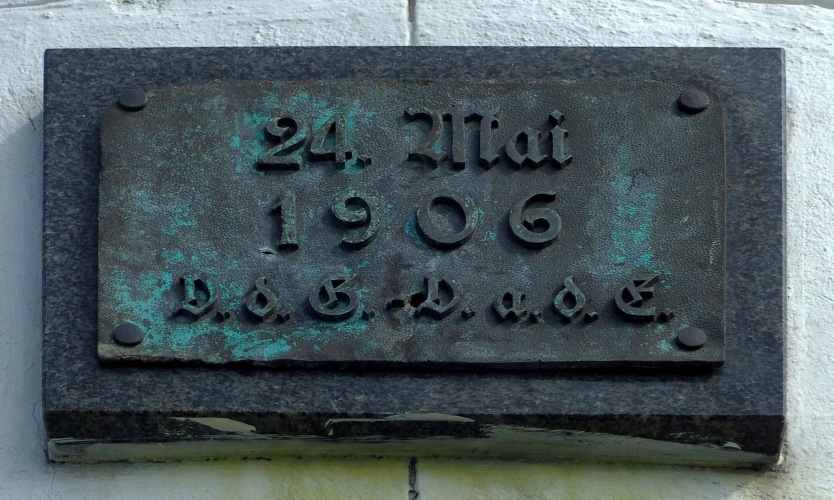 24. Mai
1906
V. d. G.-V. a. d. E.